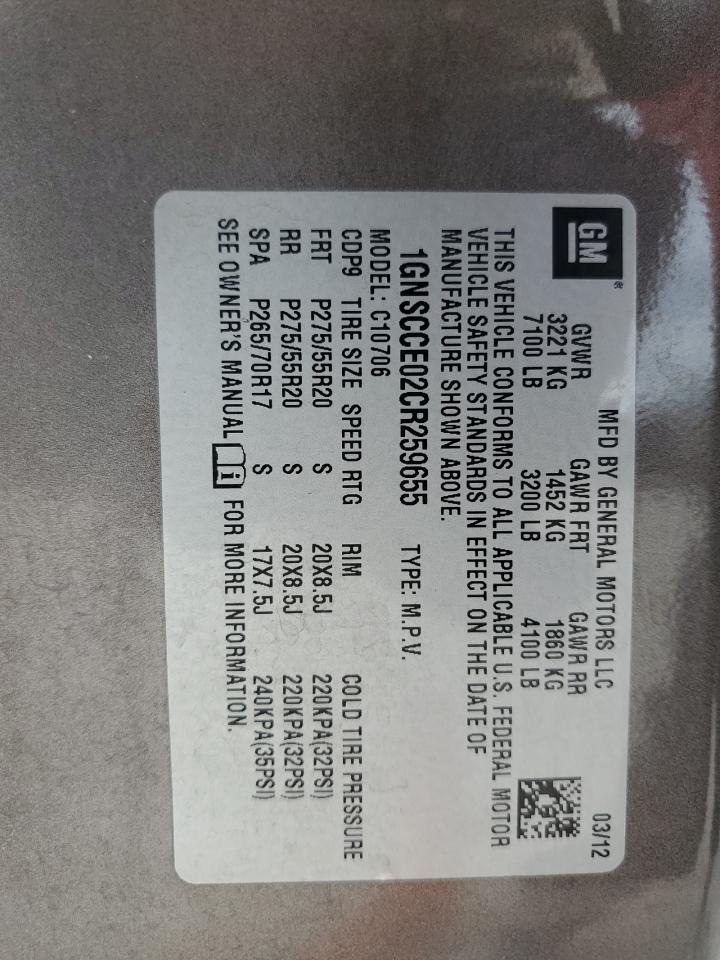 GM®
MFD BY GENERAL MOTORS LLC 03/12
GVWR GAWR FRT GAWR RR
3221 KG 1452 KG 1860 KG
7100 LB 3200 LB 4100 LB
THIS VEHICLE CONFORMS TO ALL APPLICABLE U.S. FEDERAL MOTOR
VEHICLE SAFETY STANDARDS IN EFFECT ON THE DATE OF
MANUFACTURE SHOWN ABOVE.
1GNSCCE02CR259655 TYPE: M.P.V.
MODEL: C10706
CDP9 TIRE SIZE SPEED RTG RIM COLD TIRE PRESSURE
FRT P275/55R20 S 20X8.5J 220KPA(32PSI)
RR P275/55R20 S 20X8.5J 220KPA(32PSI)
SPA P265/70R17 S 17X7.5J 240KPA(35PSI)
SEE OWNER'S MANUAL i FOR MORE INFORMATION.